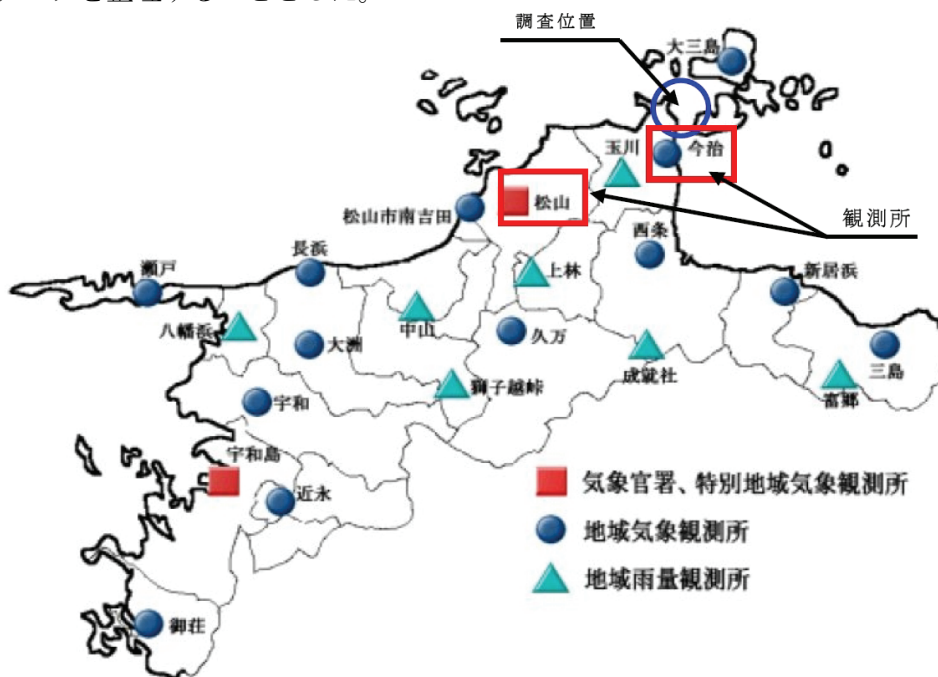 調査位置
大三島
玉川
今治
松山
松山市南吉田
観測所
西条
長浜
上林
新居浜
瀬戸
八幡浜
中山
久万
大洲
成就社
三島
獅子越峠
富郷
宇和
宇和島
近永
気象官署、特別地域気象観測所
地域気象観測所
地域雨量観測所
御荘